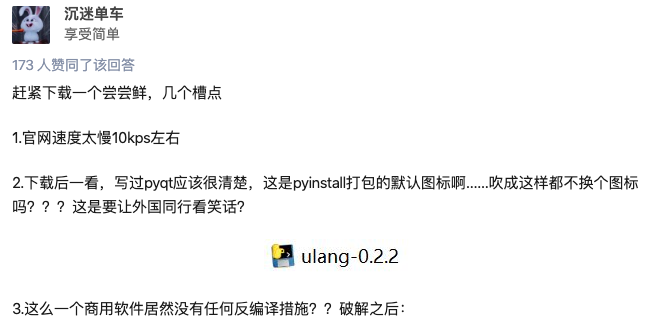 沉迷单车
享受简单
173 人赞同了该回答
赶紧下载一个尝尝鲜，几个槽点
1.官网速度太慢10kps左右
2.下载后一看，写过pyqt应该很清楚，这是pyinstall打包的默认图标啊......吹成这样都不换个图标
吗？？？这是要让外国同行看笑话？
ulang-0.2.2
3.这么一个商用软件居然没有任何反编译措施？？破解之后：